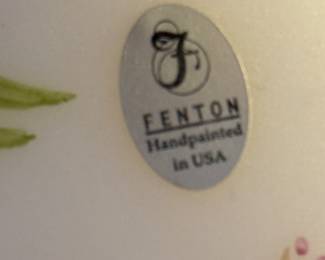 F
FENTON
Handpainted
in USA